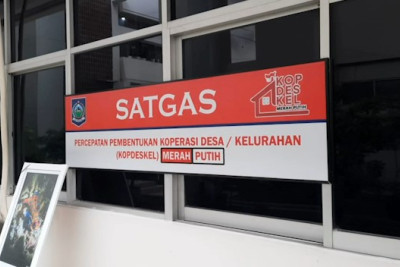 SATGAS
KOP
DES
KEL
MERAH PUTIH
PERCEPATAN PEMBENTUKAN KOPERASI DESA / KELURAHAN
(KOPDESKEL) MERAH PUTIH